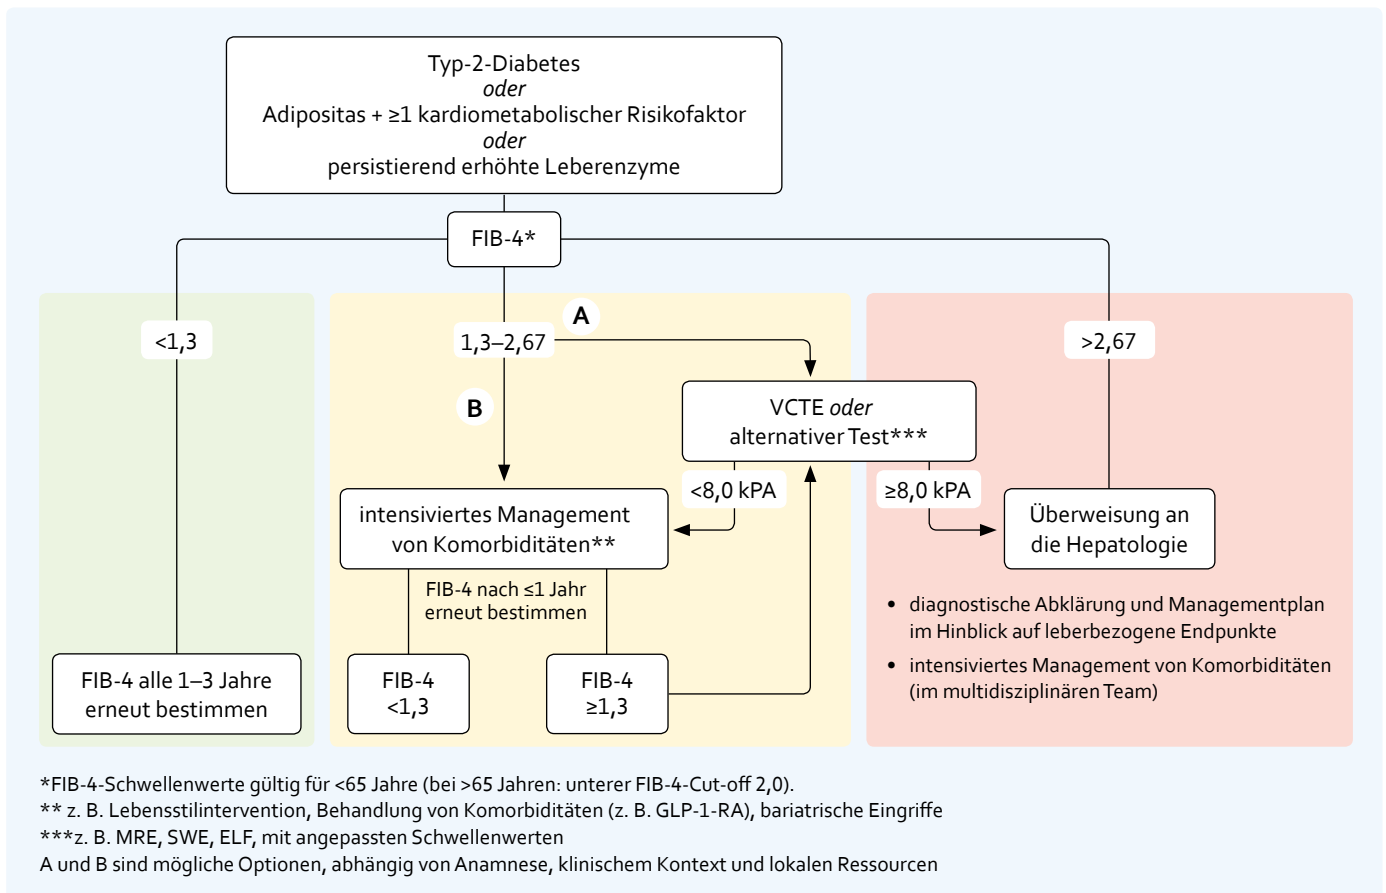 Typ-2-Diabetes
oder
Adipositas + ≥1 kardiometabolischer Risikofaktor
oder
persistierend erhöhte Leberenzyme
FIB-4*
<1,3
1,3–2,67
A
>2,67
B
VCTE oder
alternativer Test***
<8,0 kPA
≥8,0 kPA
intensiviertes Management
von Komorbiditäten**
Überweisung an
die Hepatologie
FIB-4 nach ≤1 Jahr
erneut bestimmen
• diagnostische Abklärung und Managementplan
im Hinblick auf leberbezogene Endpunkte
• intensiviertes Management von Komorbiditäten
(im multidisziplinären Team)
FIB-4 alle 1–3 Jahre
erneut bestimmen
FIB-4
<1,3
FIB-4
≥1,3
*FIB-4-Schwellenwerte gültig für <65 Jahre (bei >65 Jahren: unterer FIB-4-Cut-off 2,0).
** z. B. Lebensstilintervention, Behandlung von Komorbiditäten (z. B. GLP-1-RA), bariatrische Eingriffe
***z. B. MRE, SWE, ELF, mit angepassten Schwellenwerten
A und B sind mögliche Optionen, abhängig von Anamnese, klinischem Kontext und lokalen Ressourcen